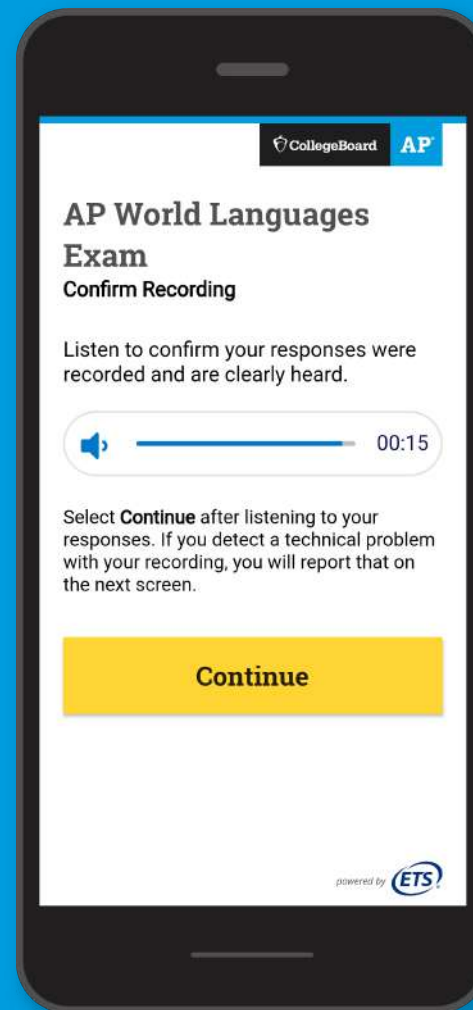 CollegeBoard AP
AP World Languages
Exam
Confirm Recording
Listen to confirm your responses were
recorded and are clearly heard.
00:15
Select Continue after listening to your
responses. If you detect a technical problem
with your recording, you will report that on
the next screen.
Continue
powered by ETS